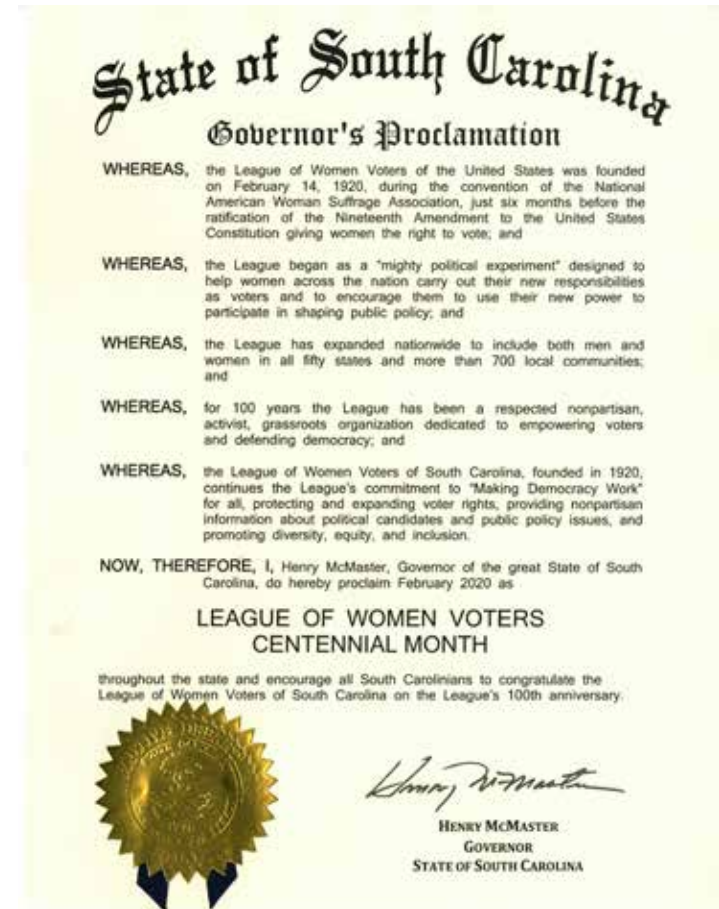 State of South Carolina
Governor's Proclamation
WHEREAS, the League of Women Voters of the United States was founded
on February 14, 1920, during the convention of the National
American Woman Suffrage Association, just six months before the
ratification of the Nineteenth Amendment to the United States
Constitution giving women the right to vote; and
WHEREAS, the League began as a "mighty political experiment" designed to
help women across the nation carry out their new responsibilities
as voters and to encourage them to use their new power to
participate in shaping public policy; and
WHEREAS, the League has expanded nationwide to include both men and
women in all fifty states and more than 700 local communities;
and
WHEREAS, for 100 years the League has been a respected nonpartisan,
activist, grassroots organization dedicated to empowering voters
and defending democracy; and
WHEREAS, the League of Women Voters of South Carolina, founded in 1920,
continues the League's commitment to "Making Democracy Work"
for all, protecting and expanding voter rights, providing nonpartisan
information about political candidates and public policy issues, and
promoting diversity, equity, and inclusion.
NOW, THEREFORE, I, Henry McMaster, Governor of the great State of South
Carolina, do hereby proclaim February 2020 as
LEAGUE OF WOMEN VOTERS
CENTENNIAL MONTH
throughout the state and encourage all South Carolinians to congratulate the
League of Women Voters of South Carolina on the League's 100th anniversary.
Henry McMaster
HENRY MCMASTER
GOVERNOR
STATE OF SOUTH CAROLINA